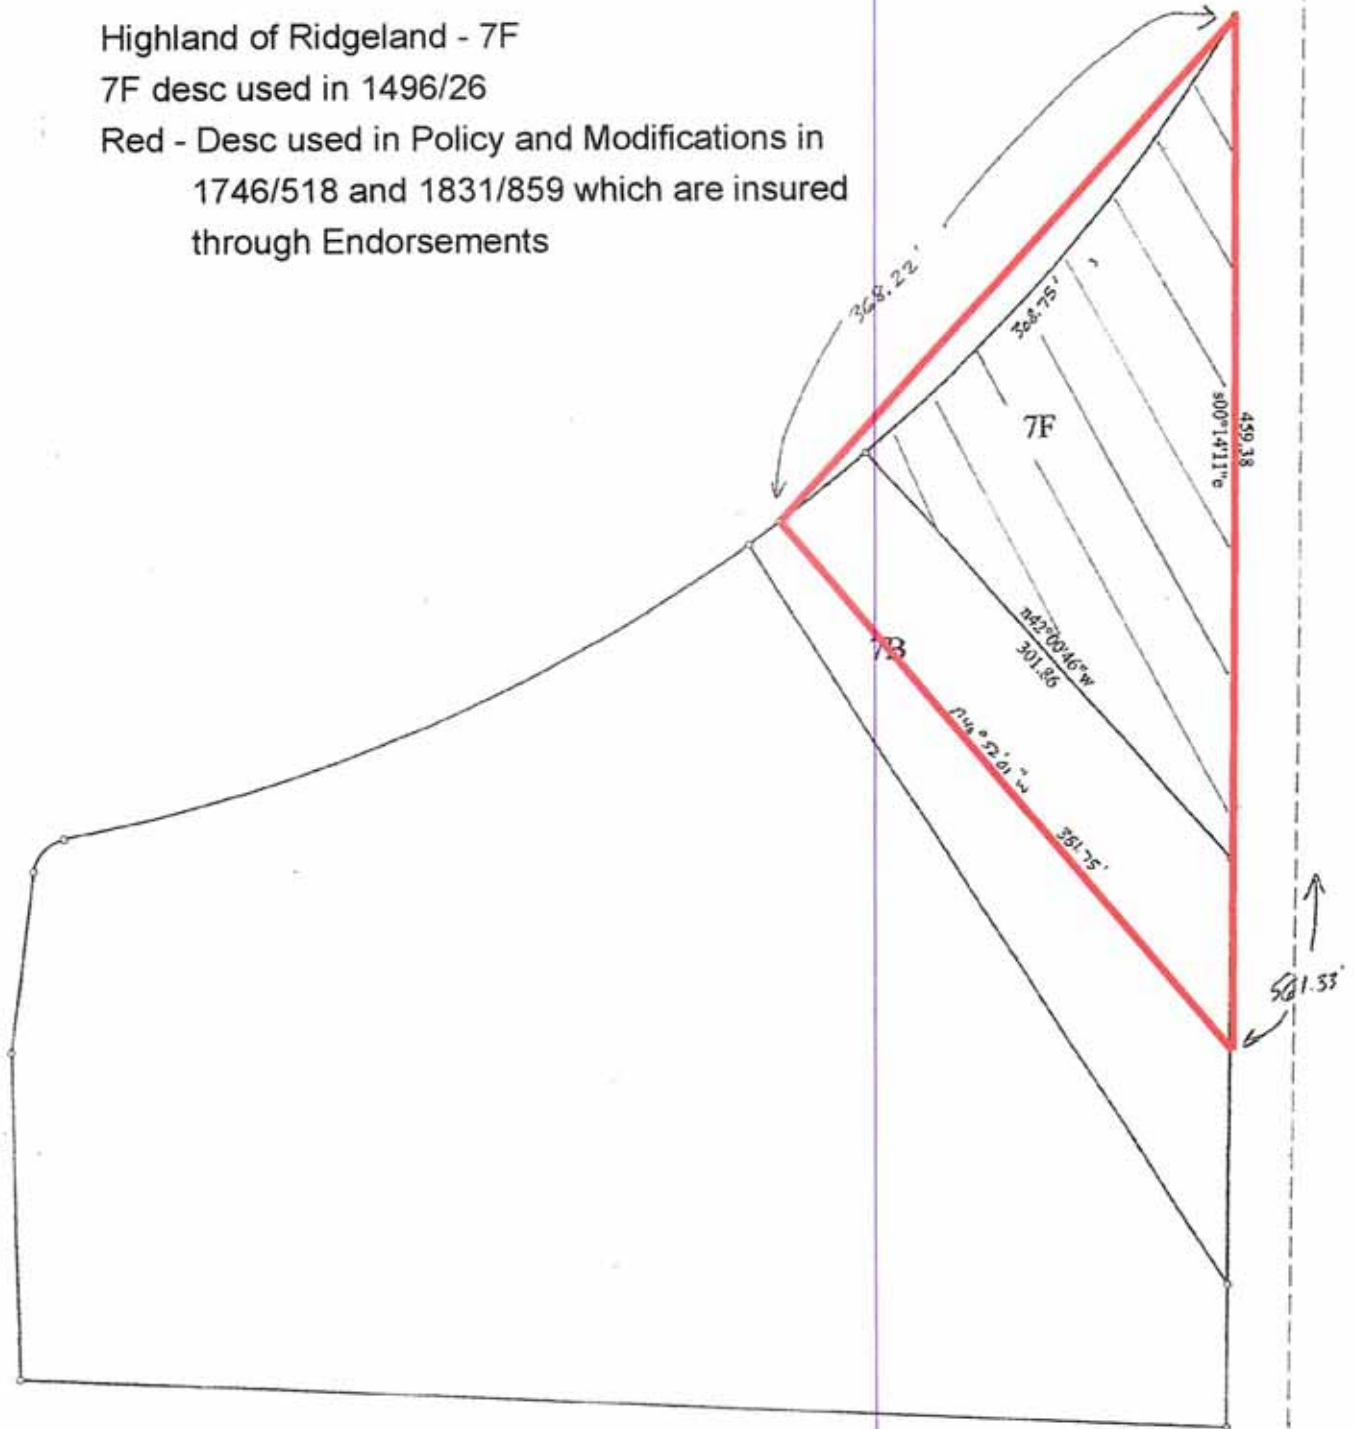 Highland of Ridgeland - 7F
7F desc used in 1496/26
Red - Desc used in Policy and Modifications in
1746/518 and 1831/859 which are insured
through Endorsements
368.22'
308.75'
7F
459.38
s00°14'11"e
n42°00'46"w
301.86
7B
351.75'
561.33'